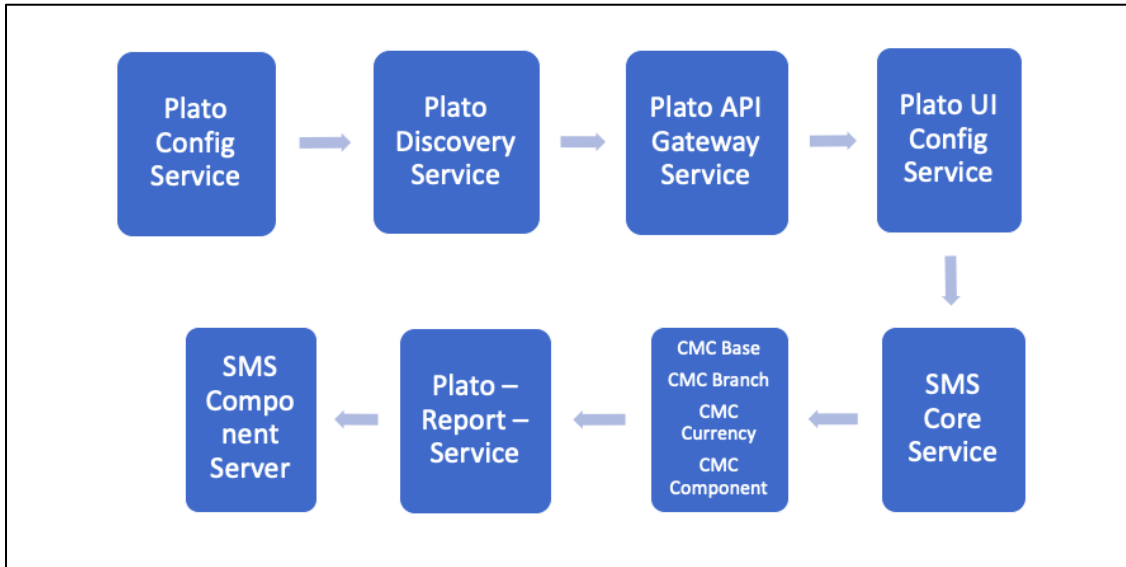 Plato
Config
Service
Plato
Discovery
Service
Plato API
Gateway
Service
Plato UI
Config
Service
SMS
Compo
nent
Server
Plato –
Report –
Service
CMC Base
CMC Branch
CMC
Currency
CMC
Component
SMS
Core
Service